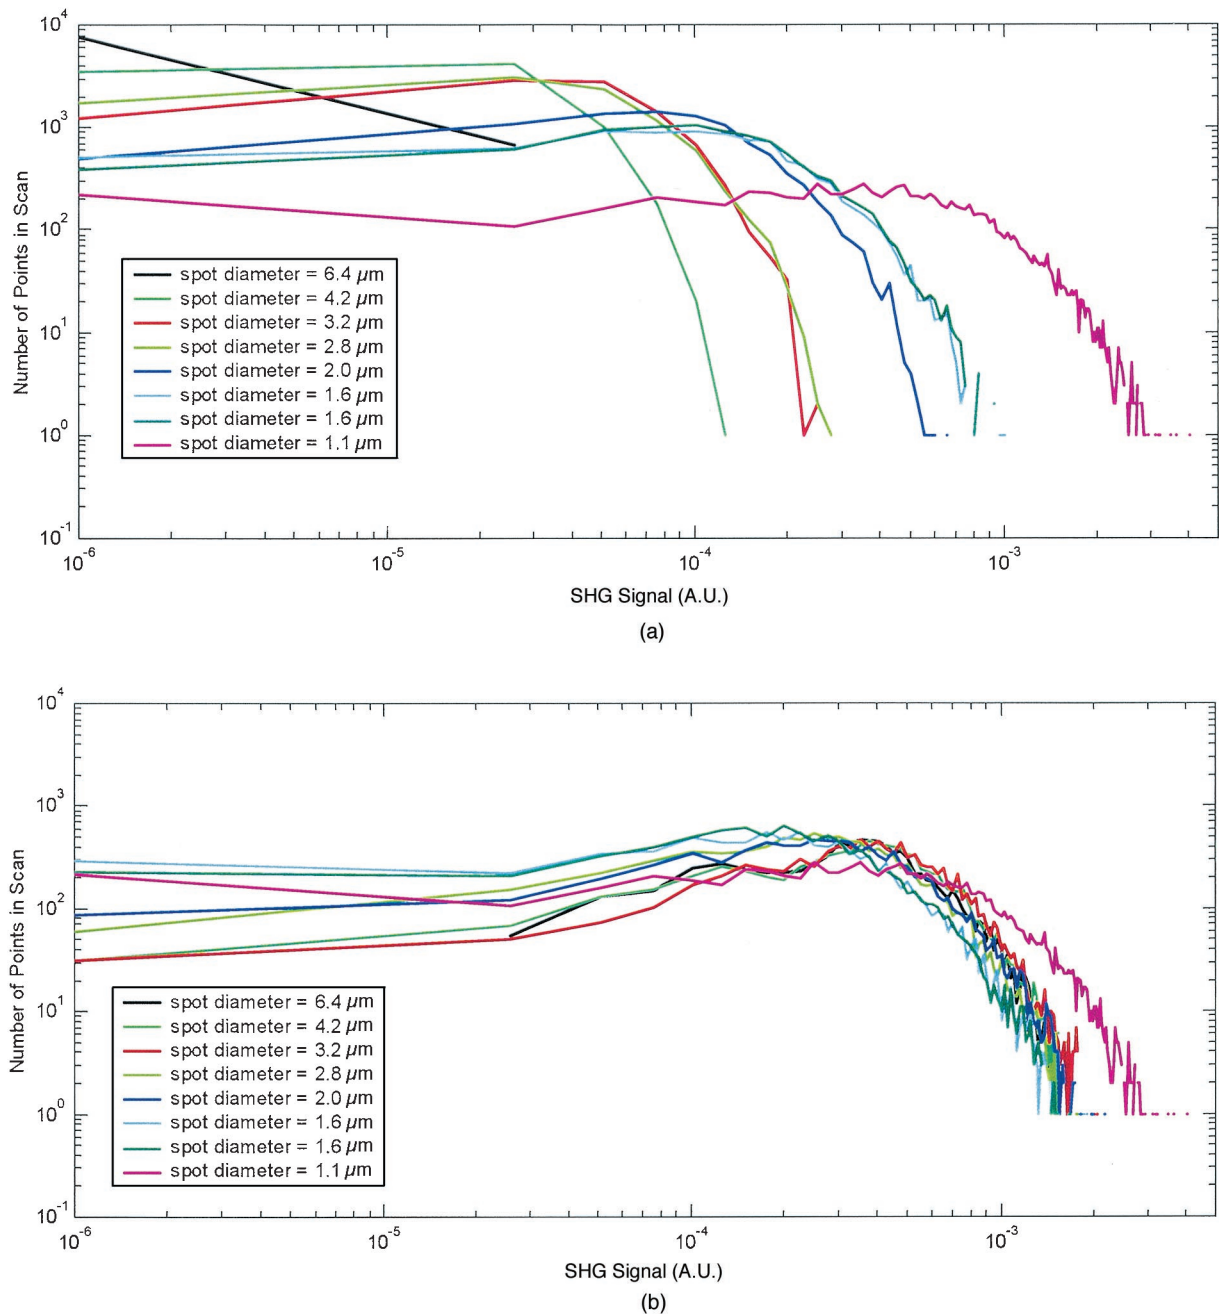 10^4
10^3
10^2
10^1
10^0
10^-1
Number of Points in Scan
spot diameter = 6.4 µm
spot diameter = 4.2 µm
spot diameter = 3.2 µm
spot diameter = 2.8 µm
spot diameter = 2.0 µm
spot diameter = 1.6 µm
spot diameter = 1.6 µm
spot diameter = 1.1 µm
10^-6 10^-5 10^-4 10^-3
SHG Signal (A.U.)
(a)
10^4
10^3
10^2
10^1
10^0
10^-1
Number of Points in Scan
spot diameter = 6.4 µm
spot diameter = 4.2 µm
spot diameter = 3.2 µm
spot diameter = 2.8 µm
spot diameter = 2.0 µm
spot diameter = 1.6 µm
spot diameter = 1.6 µm
spot diameter = 1.1 µm
10^-6 10^-5 10^-4 10^-3
SHG Signal (A.U.)
(b)